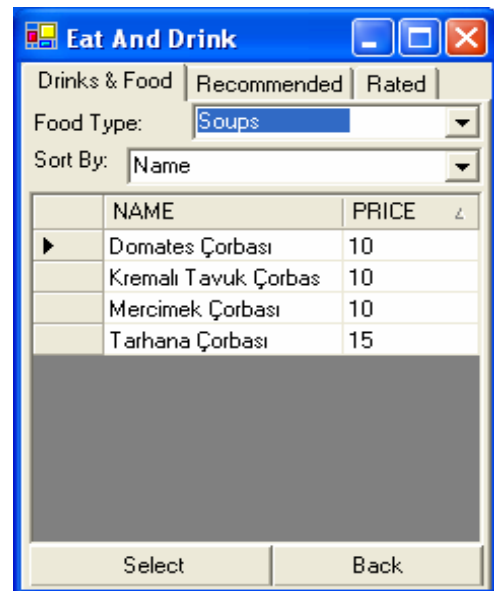 Eat And Drink
Drinks & Food Recommended Rated
Food Type: Soups
Sort By: Name
NAME PRICE
Domates Çorbası 10
Kremalı Tavuk Çorbas 10
Mercimek Çorbası 10
Tarhana Çorbası 15
Select Back